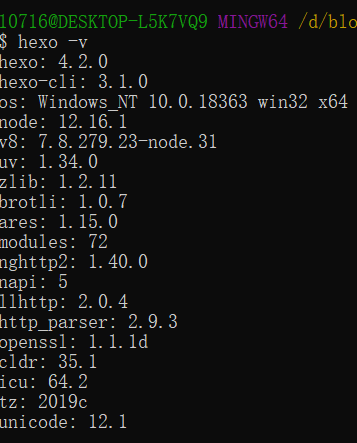 10716@DESKTOP-L5K7VQ9 MINGW64 /d/blo
$ hexo -v
hexo: 4.2.0
hexo-cli: 3.1.0
os: Windows_NT 10.0.18363 win32 x64
node: 12.16.1
v8: 7.8.279.23-node.31
uv: 1.34.0
zlib: 1.2.11
brotli: 1.0.7
ares: 1.15.0
modules: 72
nghttp2: 1.40.0
napi: 5
llhttp: 2.0.4
http_parser: 2.9.3
openssl: 1.1.1d
cldr: 35.1
icu: 64.2
tz: 2019c
unicode: 12.1